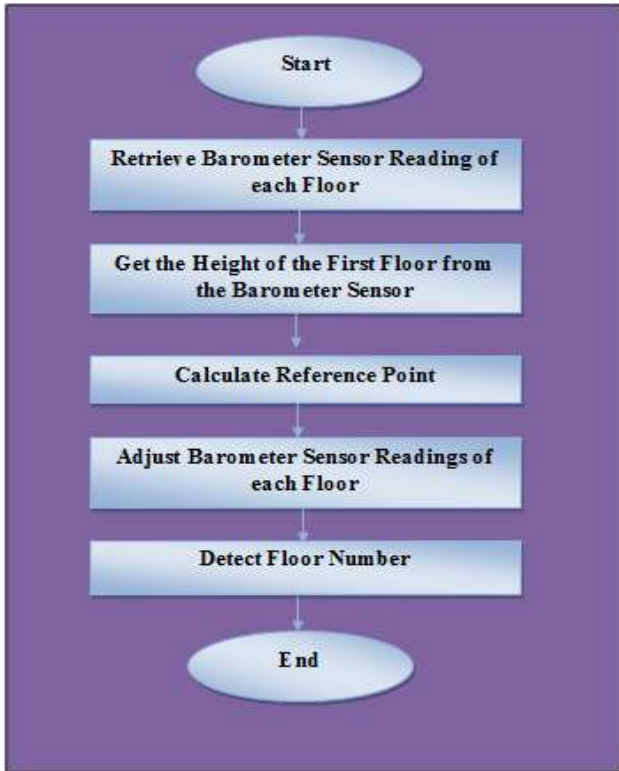 Start
Retrieve Barometer Sensor Reading of
each Floor
Get the Height of the First Floor from
the Barometer Sensor
Calculate Reference Point
Adjust Barometer Sensor Readings of
each Floor
Detect Floor Number
End